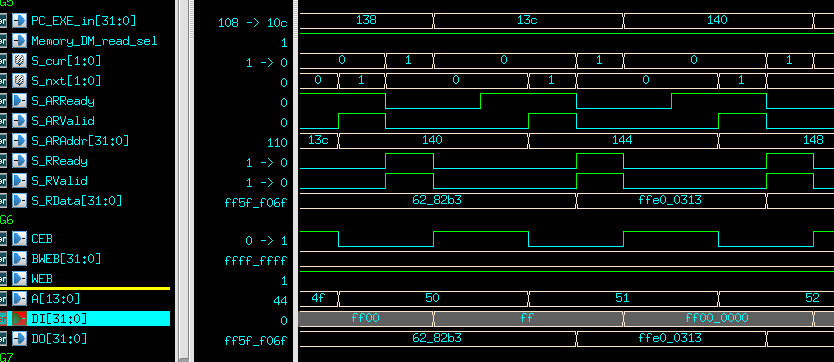 G5
PC_EXE_in[31:0] 108 -> 10c 138 13c 140
Memory_DM_read_sel 1
S_cur[1:0] 1 -> 0 0 1 0 1 0 1
S_nxt[1:0] 0 0 1 0 1 0 1
S_ARReady 0
S_ARValid 0
S_ARAddr[31:0] 110 13c 140 144 148
S_RReady 1 -> 0
S_RValid 1 -> 0
S_RData[31:0] ff5f_f06f 62_82b3 ffe0_0313
G6
CEB 0 -> 1
BWEB[31:0] ffff_ffff
WEB 1
A[13:0] 44 4f 50 51 52
DI[31:0] 0 ff00 ff ff00_0000
DO[31:0] ff5f_f06f 62_82b3 ffe0_0313
G7